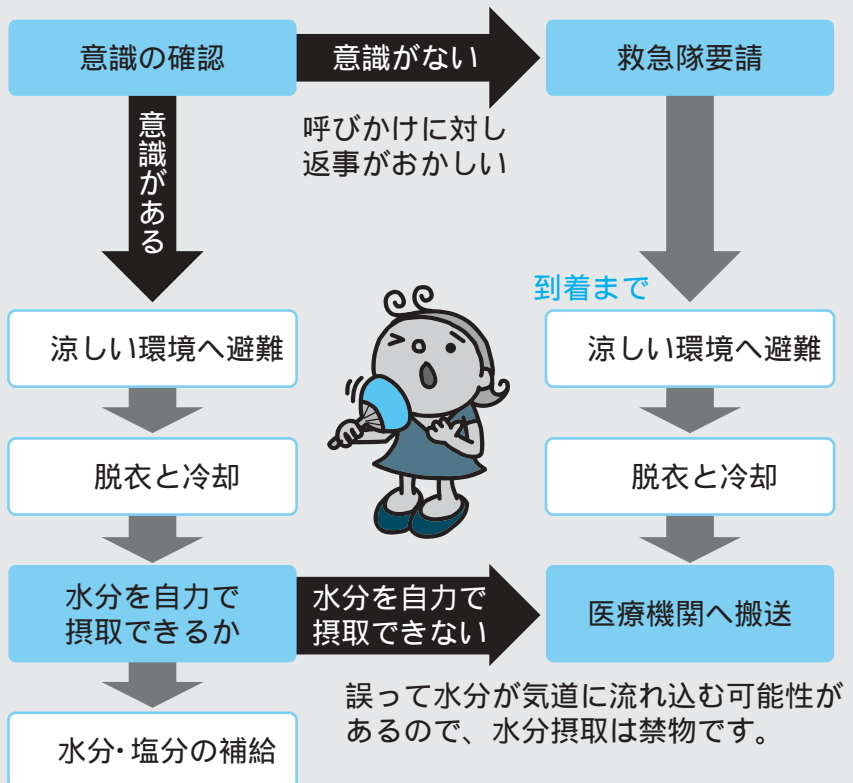 意識の確認
意識がない
救急隊要請
呼びかけに対し
返事がおかしい
意識がある
到着まで
涼しい環境へ避難
涼しい環境へ避難
脱衣と冷却
脱衣と冷却
水分を自力で
摂取できるか
水分を自力で
摂取できない
医療機関へ搬送
誤って水分が気道に流れ込む可能性が
あるので、水分摂取は禁物です。
水分・塩分の補給